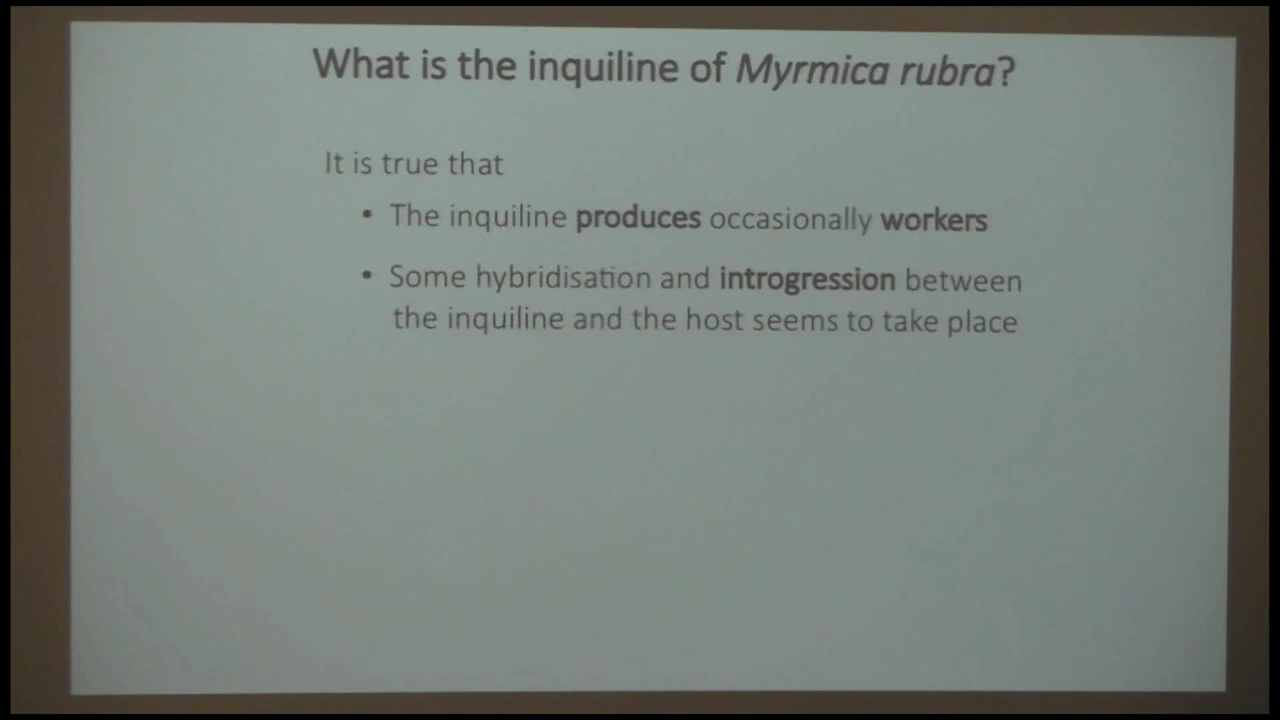 What is the inquiline of Myrmica rubra?
It is true that
• The inquiline produces occasionally workers
• Some hybridisation and introgression between
the inquiline and the host seems to take place